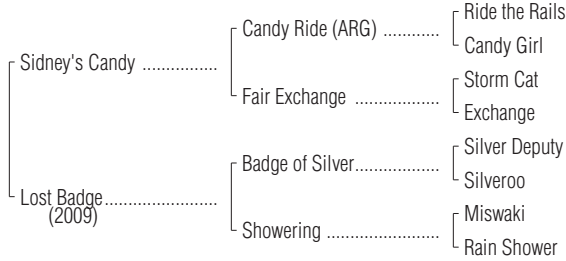 Ride the Rails
Candy Ride (ARG) ............
Candy Girl
Sidney's Candy ................
Storm Cat
Fair Exchange ..................
Exchange
Silver Deputy
Badge of Silver..................
Silveroo
Lost Badge........................
(2009)
Miswaki
Showering ........................
Rain Shower